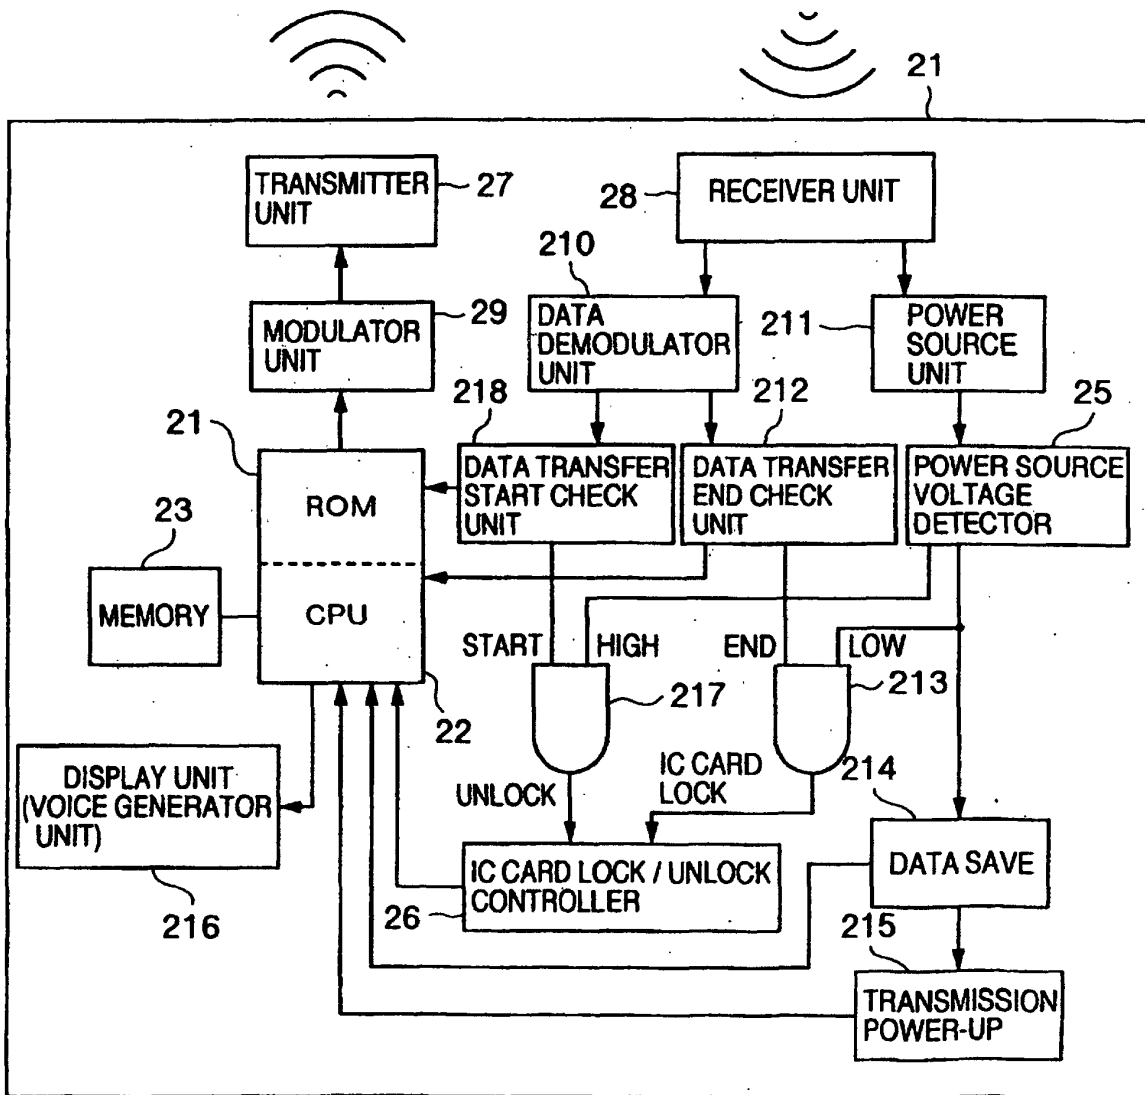 21
TRANSMITTER
UNIT
27
28
RECEIVER UNIT
210
29
MODULATOR
UNIT
DATA
DEMODULATOR
UNIT
211
POWER
SOURCE
UNIT
218
212
25
21
ROM
DATA TRANSFER
START CHECK
UNIT
DATA TRANSFER
END CHECK
UNIT
POWER SOURCE
VOLTAGE
DETECTOR
23
MEMORY
CPU
22
START
HIGH
END
LOW
217
213
DISPLAY UNIT
(VOICE GENERATOR
UNIT)
216
UNLOCK
IC CARD
LOCK
214
IC CARD LOCK / UNLOCK
CONTROLLER
26
DATA SAVE
215
TRANSMISSION
POWER-UP